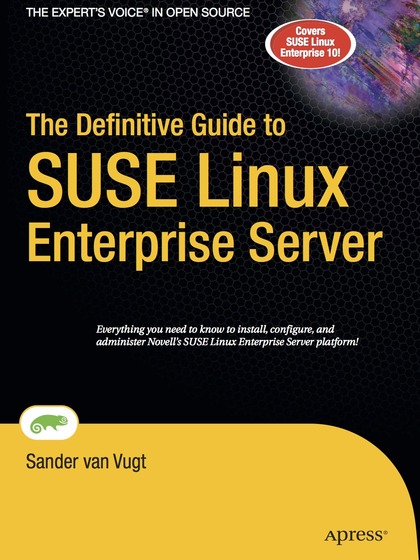 THE EXPERT'S VOICE® IN OPEN SOURCE
Covers
SUSE Linux
Enterprise 10!
The Definitive Guide to
SUSE Linux
Enterprise Server
Everything you need to know to install, configure, and
administer Novell's SUSE Linux Enterprise Server platform!
Sander van Vugt
Apress®